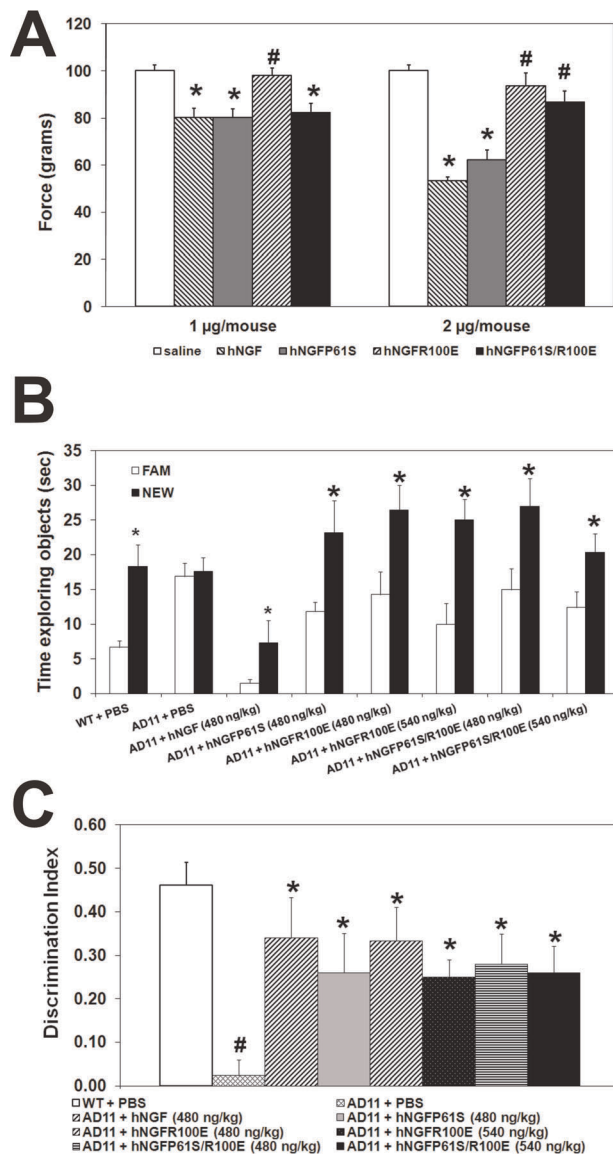 A
120
100
80
60
40
20
0
Force (grams)
* * # *
* * # #
1 µg/mouse 2 µg/mouse
saline hNGF hNGFP61S hNGFR100E hNGFP61S/R100E
B
35
30
25
20
15
10
5
0
Time exploring objects (sec)
FAM
NEW
* * * * * * *
WT + PBS
AD11 + PBS
AD11 + hNGF (480 ng/kg)
AD11 + hNGFP61S (480 ng/kg)
AD11 + hNGFR100E (480 ng/kg)
AD11 + hNGFR100E (540 ng/kg)
AD11 + hNGFP61S/R100E (480 ng/kg)
AD11 + hNGFP61S/R100E (540 ng/kg)
C
0.60
0.50
0.40
0.30
0.20
0.10
0.00
Discrimination Index
# * * * * * *
WT + PBS AD11 + PBS
AD11 + hNGF (480 ng/kg) AD11 + hNGFP61S (480 ng/kg)
AD11 + hNGFR100E (480 ng/kg) AD11 + hNGFR100E (540 ng/kg)
AD11 + hNGFP61S/R100E (480 ng/kg) AD11 + hNGFP61S/R100E (540 ng/kg)